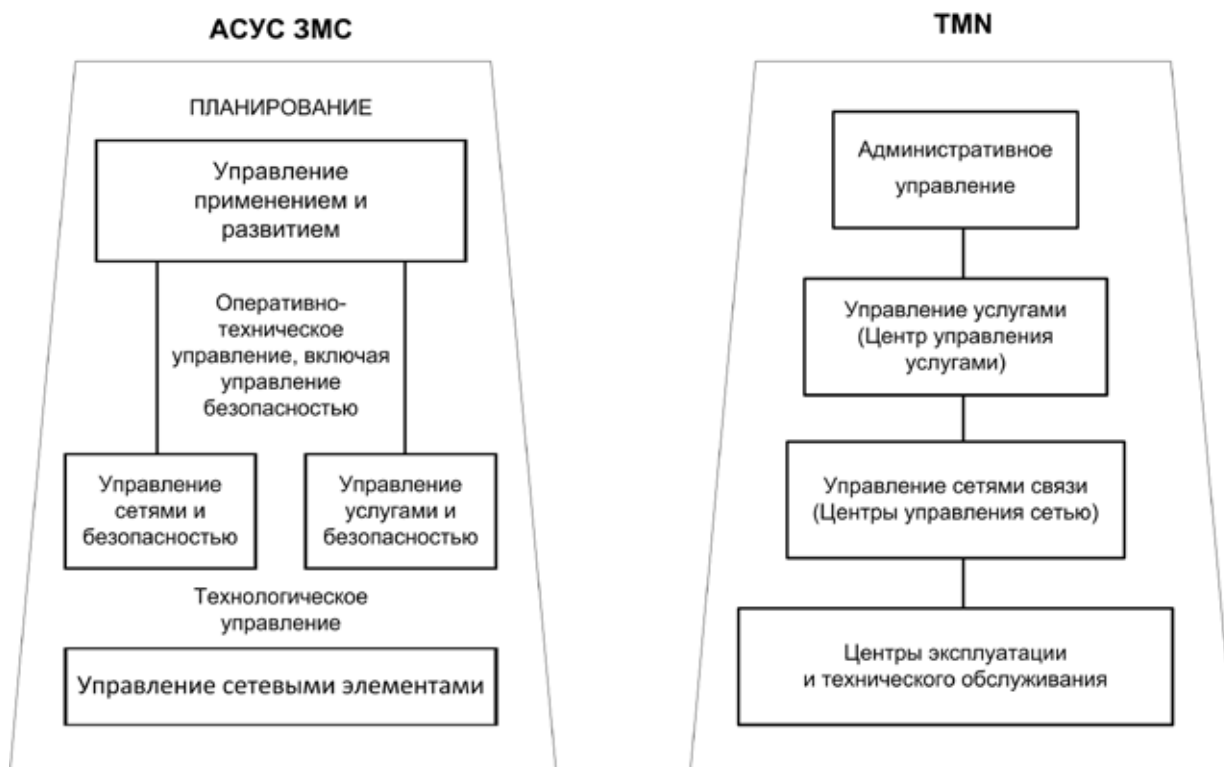 АСУС ЗМС
ПЛАНИРОВАНИЕ
Управление
применением и
развитием
Оперативно-
техническое
управление, включая
управление
безопасностью
Управление
сетями и
безопасностью
Управление
услугами и
безопасностью
Технологическое
управление
Управление сетевыми элементами
TMN
Административное
управление
Управление услугами
(Центр управления
услугами)
Управление сетями связи
(Центры управления сетью)
Центры эксплуатации
и технического обслуживания